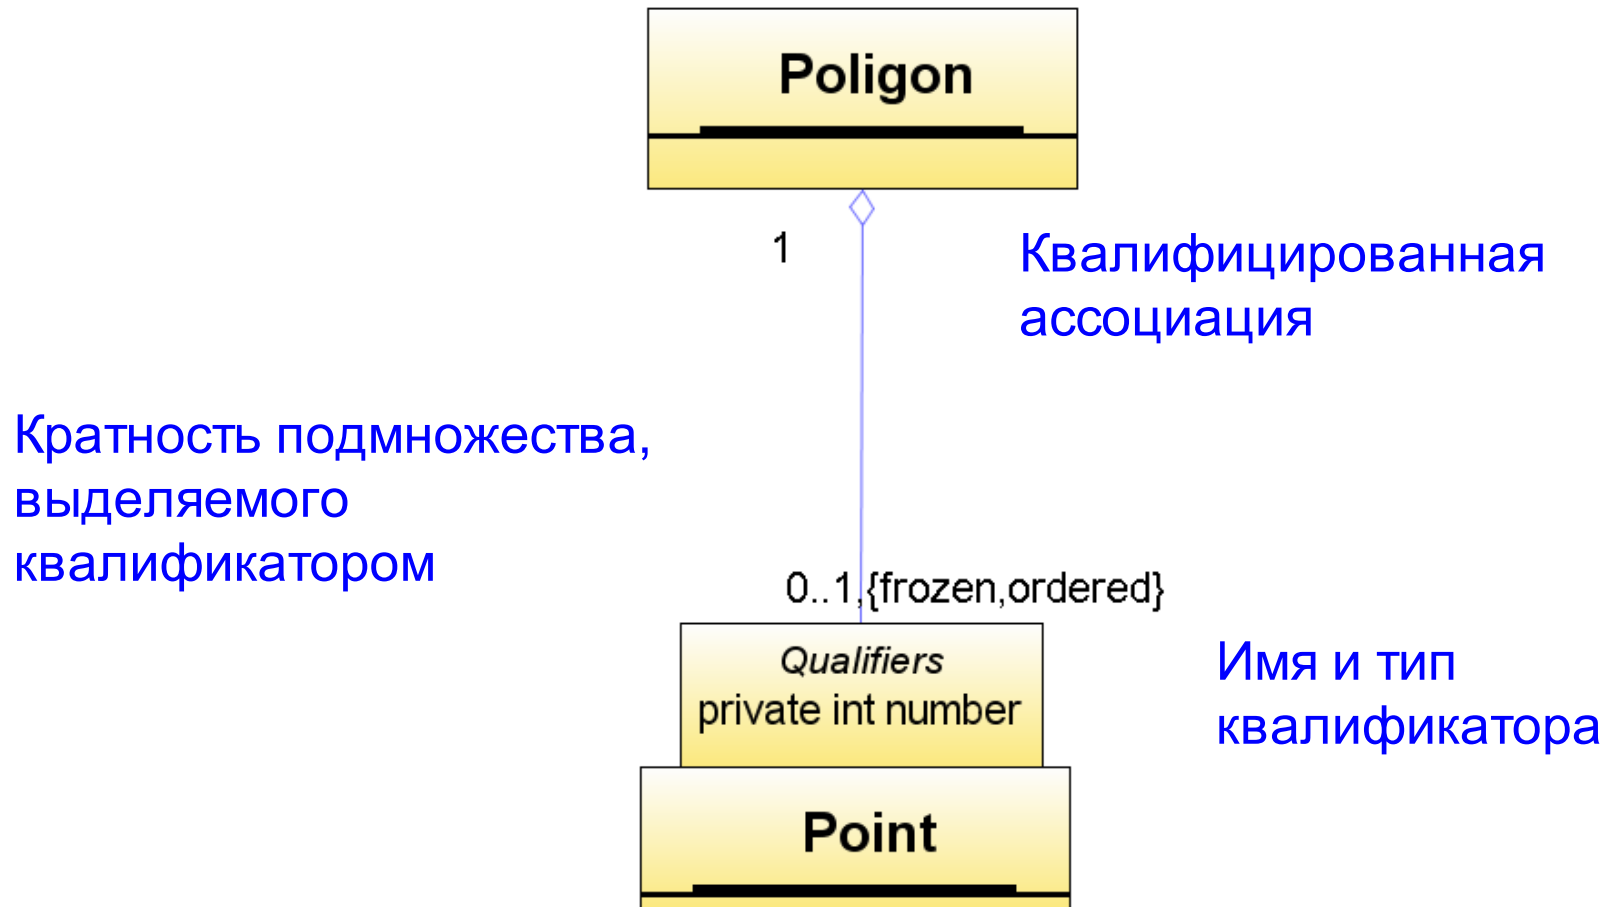 Poligon
1
Квалифицированная
ассоциация
Кратность подмножества,
выделяемого
квалификатором
0..1,{frozen,ordered}
Qualifiers
private int number
Имя и тип
квалификатора
Point